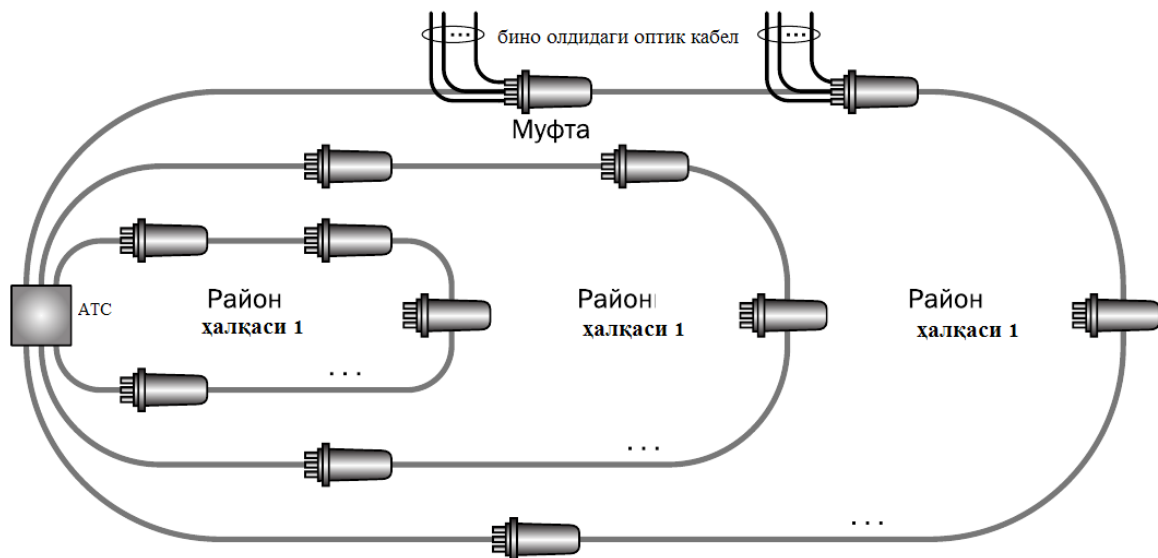 бино олдидаги оптик кабел
Муфта
АТС
Район
ҳалқаси 1
Район
ҳалқаси 1
Район
ҳалқаси 1
...
...
...
...
...